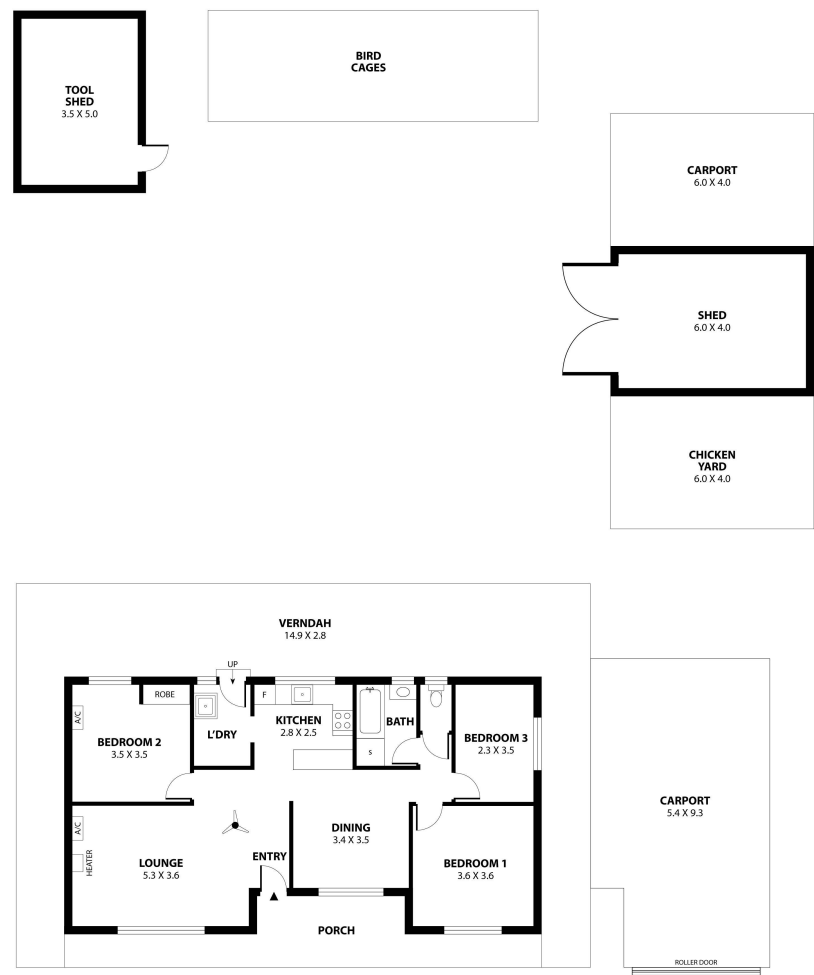 TOOL
SHED
3.5 X 5.0
BIRD
CAGES
CARPORT
6.0 X 4.0
SHED
6.0 X 4.0
CHICKEN
YARD
6.0 X 4.0
VERNDAH
14.9 X 2.8
UP
ROBE
F
A/C
BEDROOM 2
3.5 X 3.5
L'DRY
KITCHEN
2.8 X 2.5
BATH
S
BEDROOM 3
2.3 X 3.5
CARPORT
5.4 X 9.3
A/C
HEATER
LOUNGE
5.3 X 3.6
ENTRY
DINING
3.4 X 3.5
BEDROOM 1
3.6 X 3.6
PORCH
ROLLER DOOR